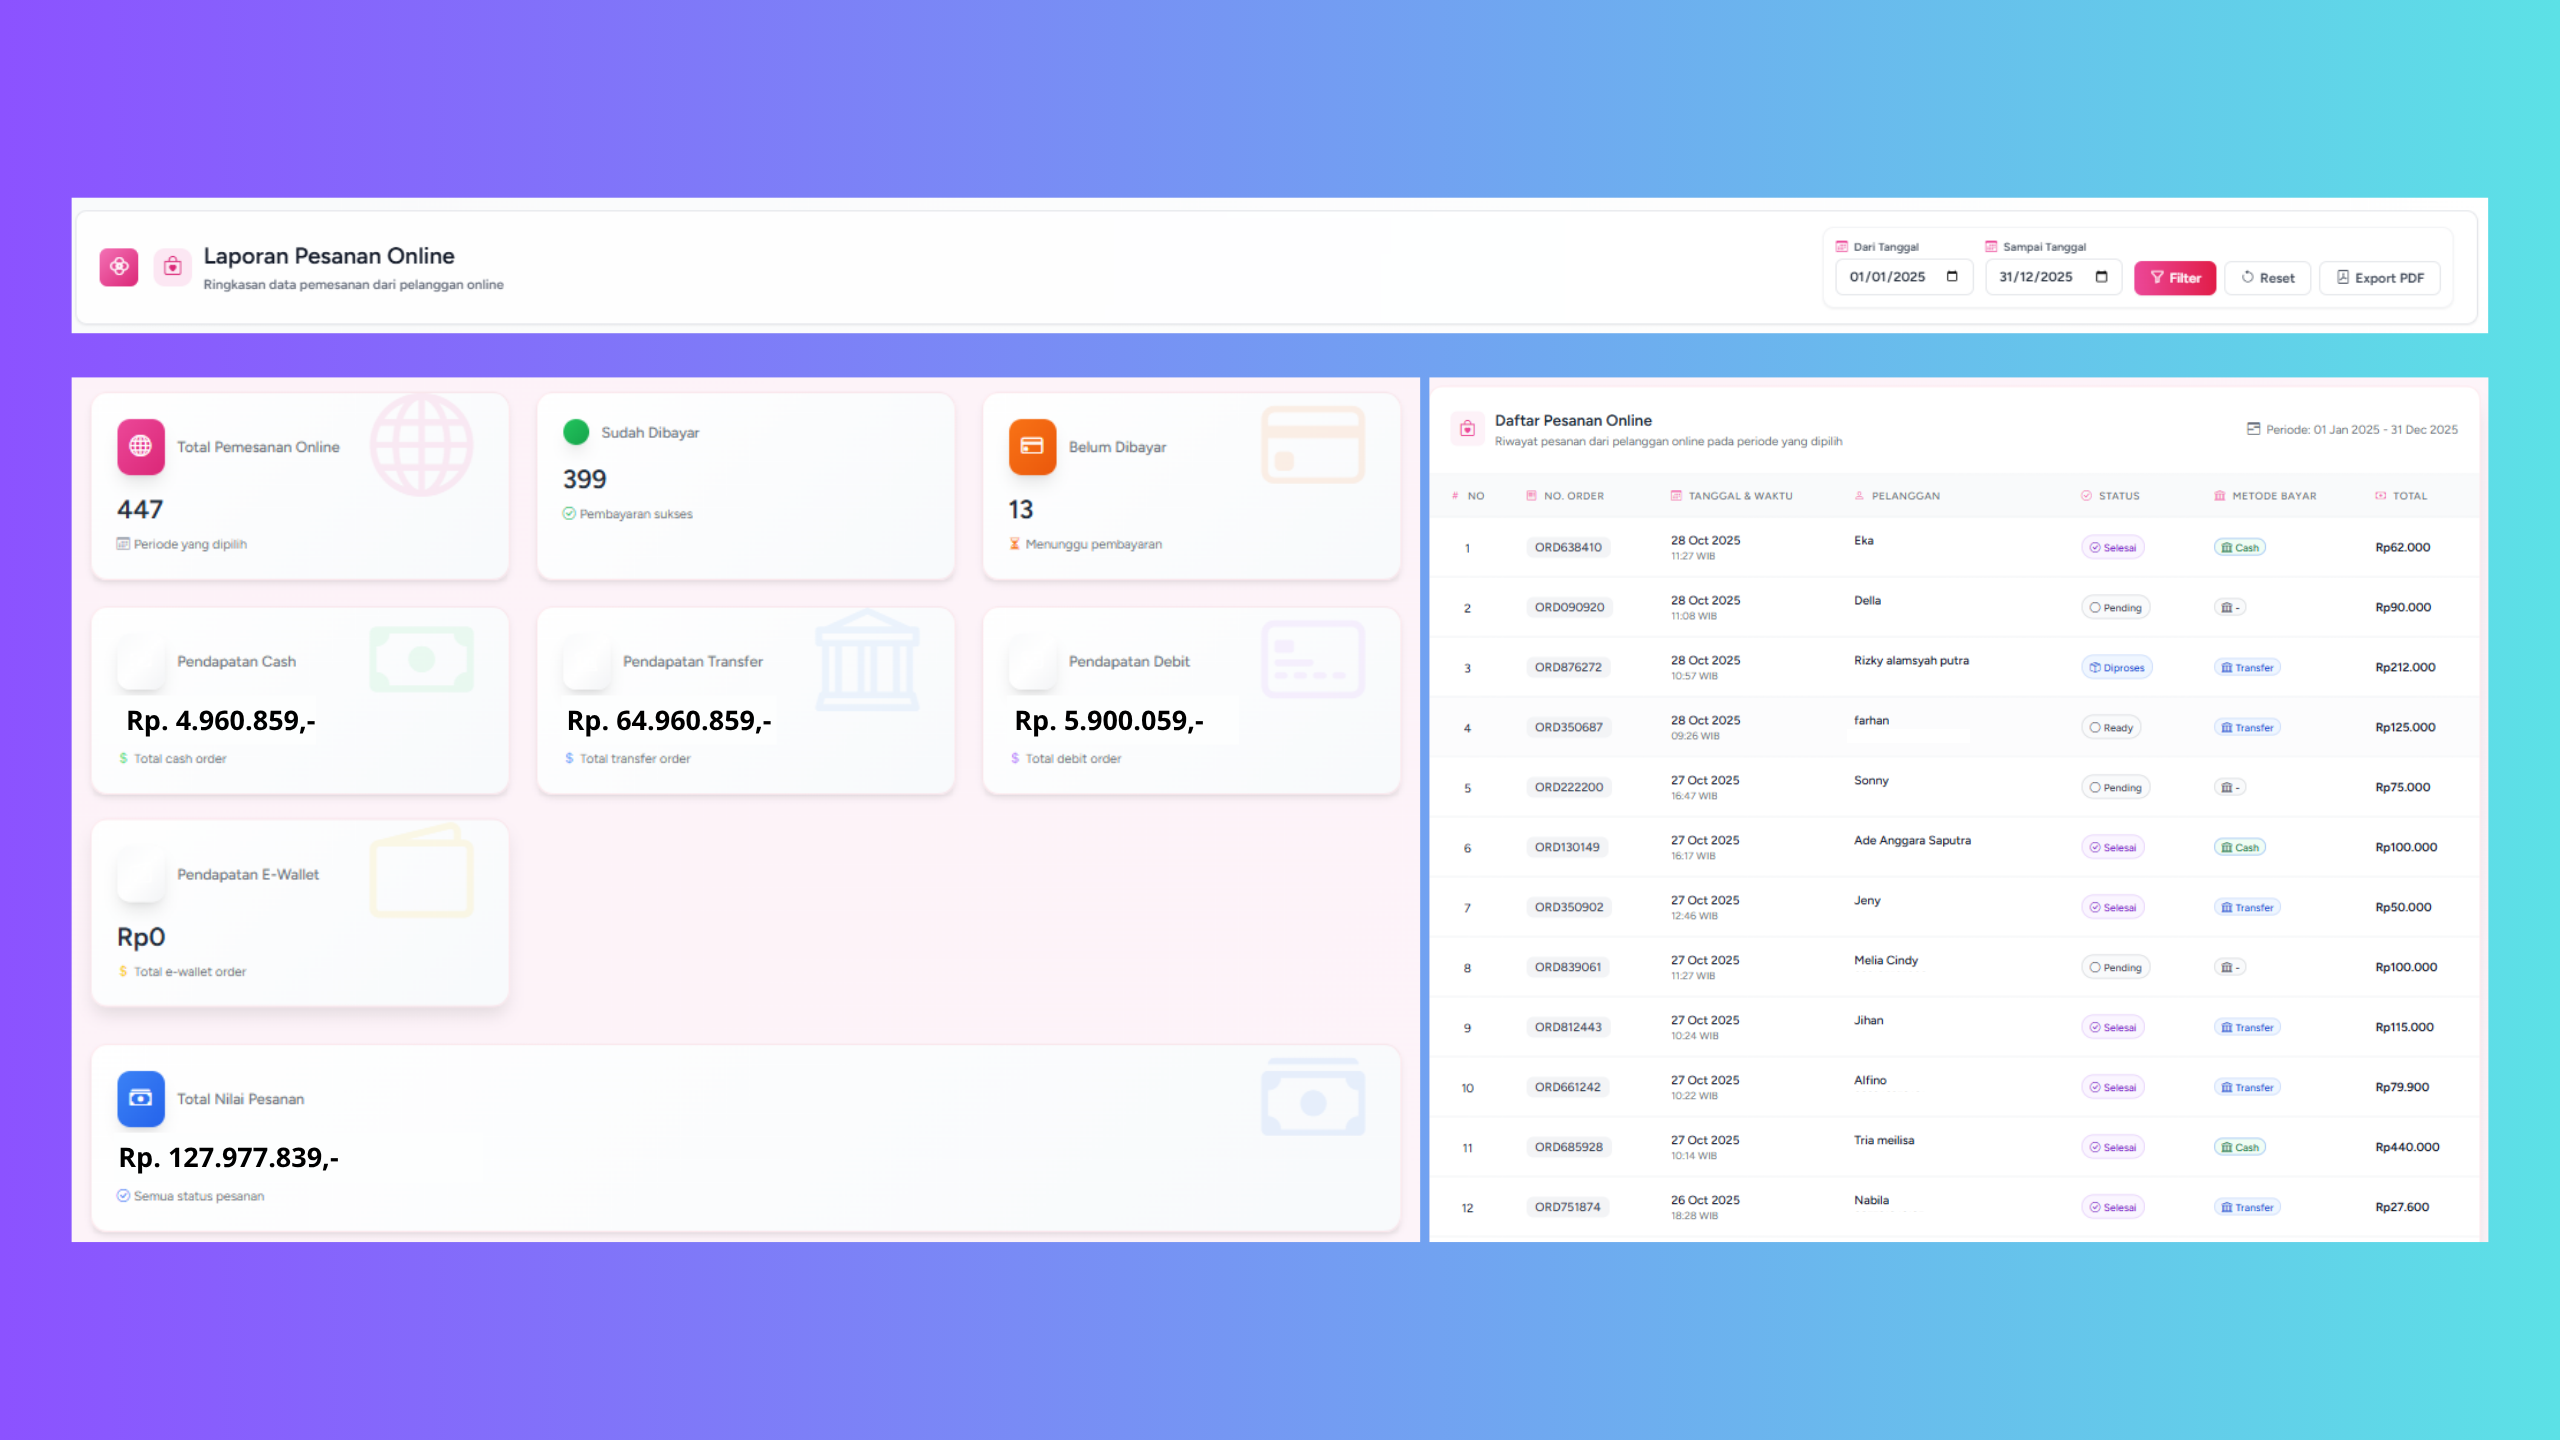 Laporan Pesanan Online
Ringkasan data pemesanan dari pelanggan online
Dari Tanggal
Sampai Tanggal
01/01/2025
31/12/2025
Filter
Reset
Export PDF
Total Pemesanan Online
447
Periode yang dipilih
Sudah Dibayar
399
Pembayaran sukses
Belum Dibayar
13
Menunggu pembayaran
Pendapatan Cash
Rp. 4.960.859,-
$ Total cash order
Pendapatan Transfer
Rp. 64.960.859,-
$ Total transfer order
Pendapatan Debit
Rp. 5.900.059,-
$ Total debit order
Pendapatan E-Wallet
Rp0
$ Total e-wallet order
Total Nilai Pesanan
Rp. 127.977.839,-
Semua status pesanan
Daftar Pesanan Online
Riwayat pesanan dari pelanggan online pada periode yang dipilih
Periode: 01 Jan 2025 - 31 Dec 2025
# NO NO. ORDER TANGGAL & WAKTU PELANGGAN STATUS METODE BAYAR TOTAL
1 ORD638410 28 Oct 2025 Eka Selesai Cash Rp62.000
11:27 WIB
2 ORD090920 28 Oct 2025 Della Pending - Rp90.000
11:08 WIB
3 ORD876272 28 Oct 2025 Rizky alamsyah putra Diproses Transfer Rp212.000
10:57 WIB
4 ORD350687 28 Oct 2025 farhan Ready Transfer Rp125.000
09:26 WIB
5 ORD222200 27 Oct 2025 Sonny Pending - Rp75.000
16:47 WIB
6 ORD130149 27 Oct 2025 Ade Anggara Saputra Selesai Cash Rp100.000
16:17 WIB
7 ORD350902 27 Oct 2025 Jeny Selesai Transfer Rp50.000
12:46 WIB
8 ORD839061 27 Oct 2025 Melia Cindy Pending - Rp100.000
11:27 WIB
9 ORD812443 27 Oct 2025 Jihan Selesai Transfer Rp115.000
10:24 WIB
10 ORD661242 27 Oct 2025 Alfino Selesai Transfer Rp79.900
10:22 WIB
11 ORD685928 27 Oct 2025 Tria meilisa Selesai Cash Rp440.000
10:14 WIB
12 ORD751874 26 Oct 2025 Nabila Selesai Transfer Rp27.600
18:28 WIB